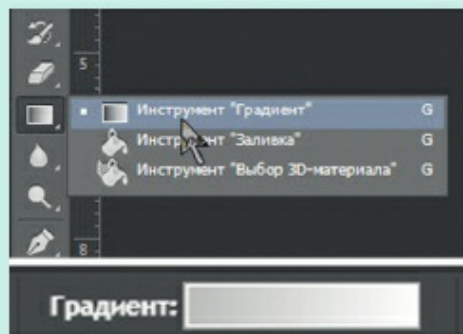 5
Инструмент "Градиент" G
Инструмент "Заливка" G
Инструмент "Выбор 3D-материала" G
8
Градиент: